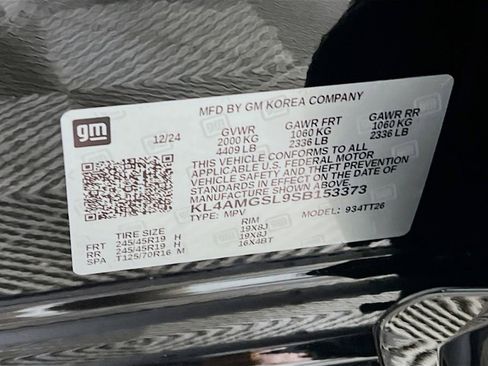 MFD BY GM KOREA COMPANY
gm
12/24 GVWR GAWR FRT GAWR RR
2000 KG 1060 KG 1060 KG
4409 LB 2336 LB 2336 LB
THIS VEHICLE CONFORMS TO ALL
APPLICABLE U.S. FEDERAL MOTOR
VEHICLE SAFETY AND THEFT PREVENTION
STANDARDS IN EFFECT ON THE DATE OF
MANUFACTURE SHOWN ABOVE.
KL4AMGSL9SB153373
TYPE: MPV MODEL: 934TT26
TIRE SIZE RIM
FRT 245/45R19 H 19X8J
RR 245/45R19 H 19X8J
SPA T125/70R16 M 16X4BT